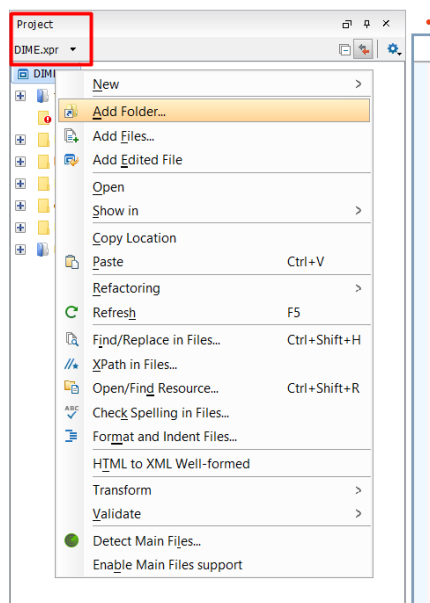 Project
DIME.xpr
DIM
New
Add Folder...
Add Files...
Add Edited File
Open
Show in
Copy Location
Paste Ctrl+V
Refactoring
Refresh F5
Find/Replace in Files... Ctrl+Shift+H
XPath in Files...
Open/Find Resource... Ctrl+Shift+R
ABC Check Spelling in Files...
Format and Indent Files...
HTML to XML Well-formed
Transform
Validate
Detect Main Files...
Enable Main Files support